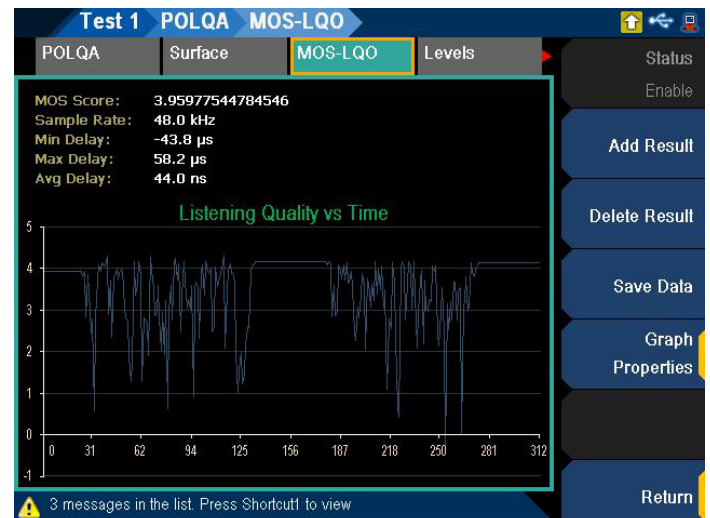 Test 1 POLQA MOS-LQO
POLQA Surface MOS-LQO Levels
Status
Enable
MOS Score: 3.95977544784546
Sample Rate: 48.0 kHz
Min Delay: -43.8 µs
Max Delay: 58.2 µs
Avg Delay: 44.0 ns
Add Result
Delete Result
Save Data
Graph
Properties
Return
Listening Quality vs Time
5
4
3
2
1
0
-1
0 31 62 94 125 156 187 218 250 281 312
3 messages in the list. Press Shortcut1 to view